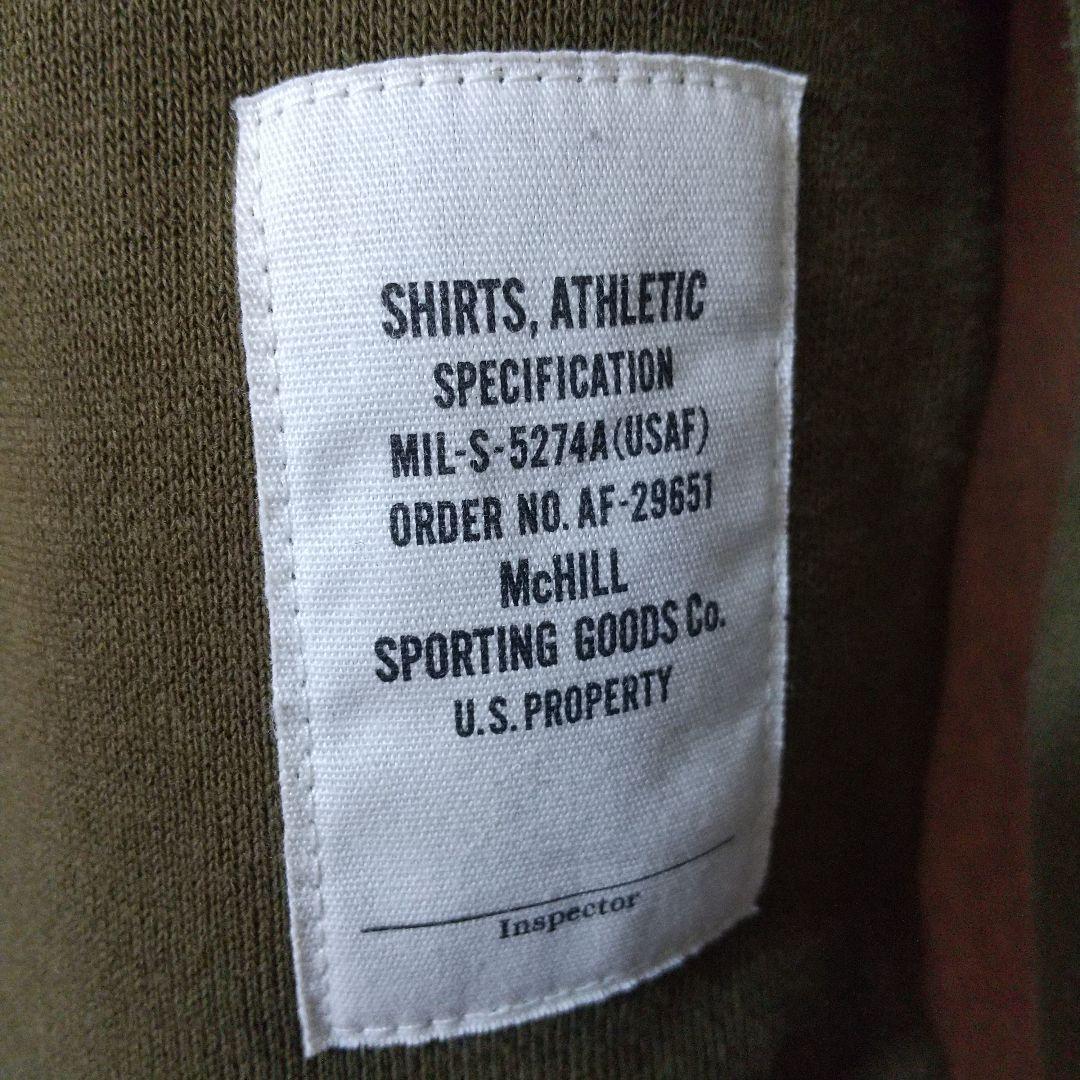 SHIRTS, ATHLETIC
SPECIFICATION
MIL-S-5274A(USAF)
ORDER NO. AF-29651
McHILL
SPORTING GOODS Co.
U.S. PROPERTY
Inspector